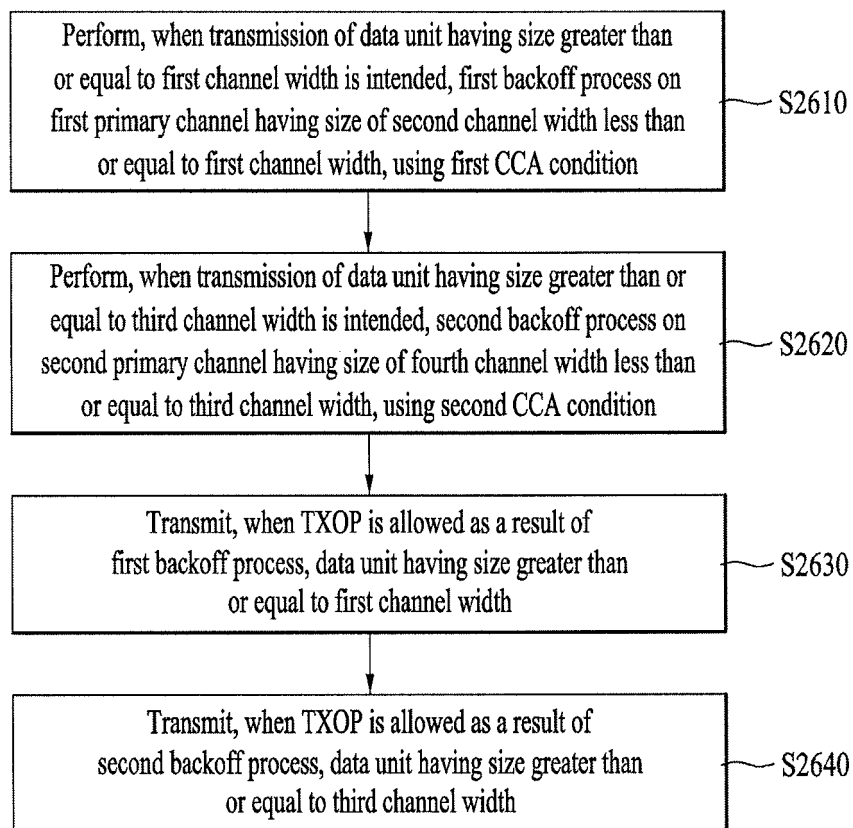 Perform, when transmission of data unit having size greater than
or equal to first channel width is intended, first backoff process on
first primary channel having size of second channel width less than
or equal to first channel width, using first CCA condition
S2610
Perform, when transmission of data unit having size greater than or
equal to third channel width is intended, second backoff process on
second primary channel having size of fourth channel width less than
or equal to third channel width, using second CCA condition
S2620
Transmit, when TXOP is allowed as a result of
first backoff process, data unit having size greater than
or equal to first channel width
S2630
Transmit, when TXOP is allowed as a result of
second backoff process, data unit having size greater than
or equal to third channel width
S2640